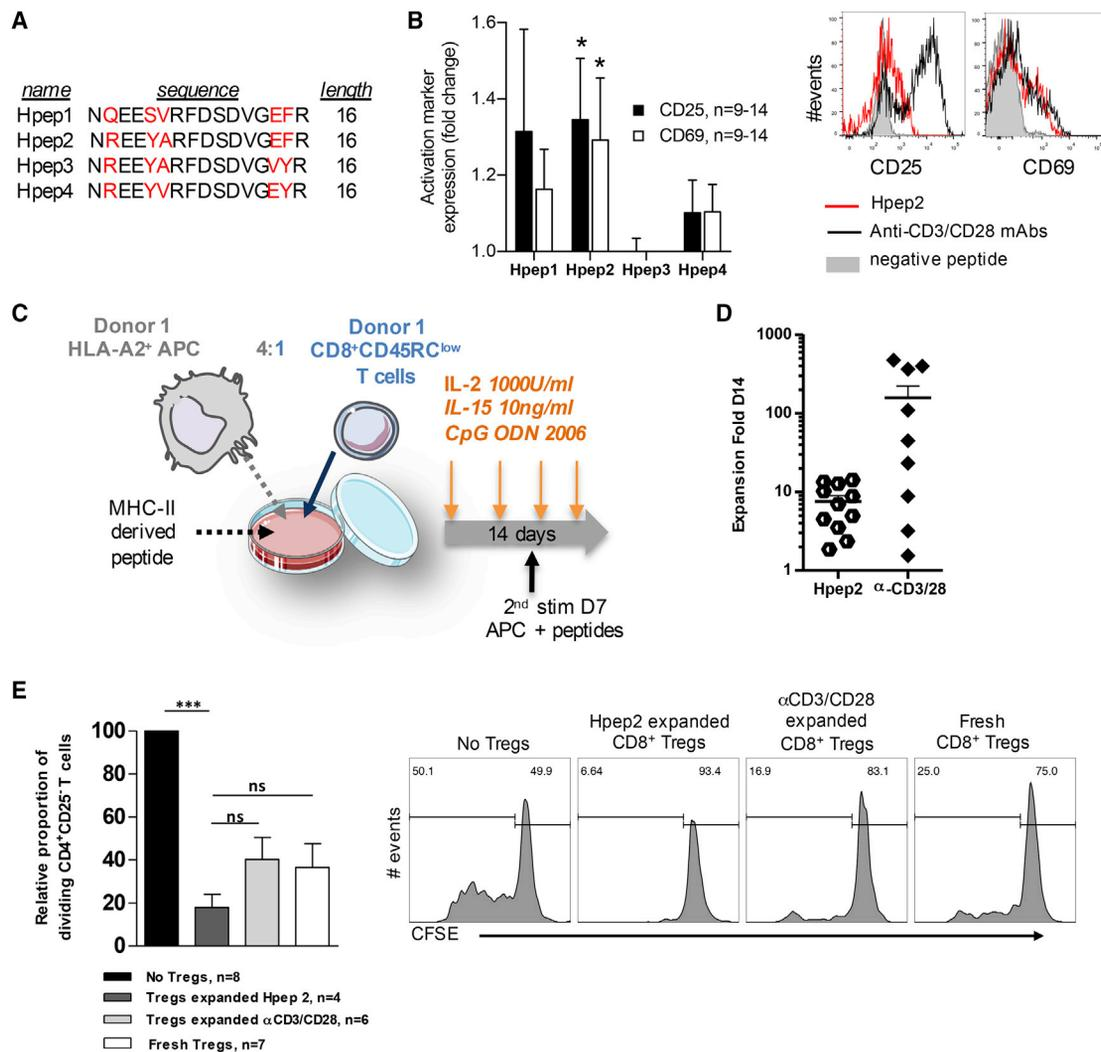 A
name sequence length
Hpep1 NQEESVRFDSDVGEFR 16
Hpep2 NREEYARFDSDVGEFR 16
Hpep3 NREEYARFDSDVGVYR 16
Hpep4 NREEYVRFDSDVGEYR 16
B
Activation marker
expression (fold change)
1.6
1.4
1.2
1.0
* *
CD25, n=9-14
CD69, n=9-14
Hpep1 Hpep2 Hpep3 Hpep4
#events
CD25 CD69
Hpep2
Anti-CD3/CD28 mAbs
negative peptide
C
Donor 1
HLA-A2⁺ APC
4:1
Donor 1
CD8⁺CD45RClow
T cells
IL-2 1000U/ml
IL-15 10ng/ml
CpG ODN 2006
MHC-II
derived
peptide
14 days
2nd stim D7
APC + peptides
D
Expansion Fold D14
1000
100
10
1
Hpep2 α-CD3/28
E
Relative proportion of
dividing CD4⁺CD25⁻T cells
100
80
60
40
20
0
***
ns
ns
No Tregs, n=8
Tregs expanded Hpep 2, n=4
Tregs expanded αCD3/CD28, n=6
Fresh Tregs, n=7
No Tregs
Hpep2 expanded
CD8⁺ Tregs
αCD3/CD28
expanded
CD8⁺ Tregs
Fresh
CD8⁺ Tregs
# events
50.1 49.9
6.64 93.4
16.9 83.1
25.0 75.0
CFSE